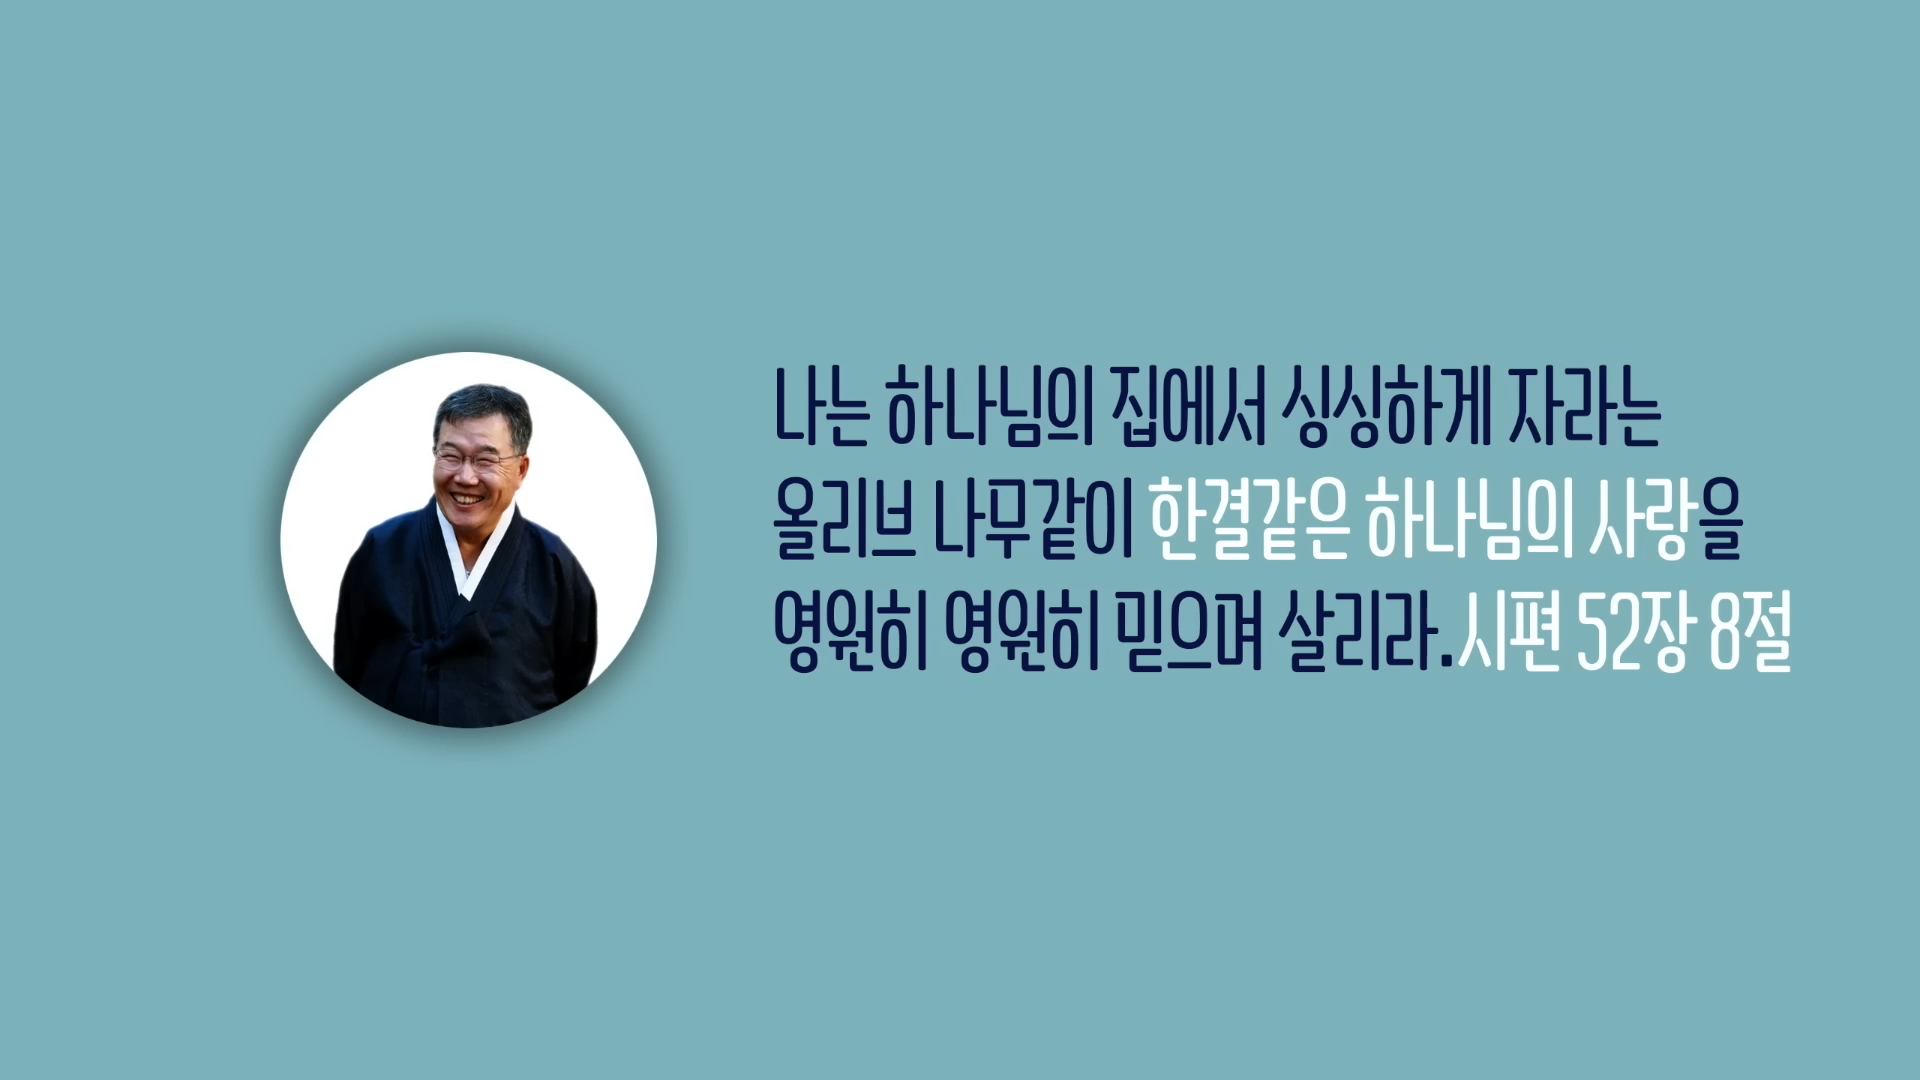 나는 하나님의 집에서 싱싱하게 자라는
올리브 나무같이 한결같은 하나님의 사랑을
영원히 영원히 믿으며 살리라.시편 52장 8절